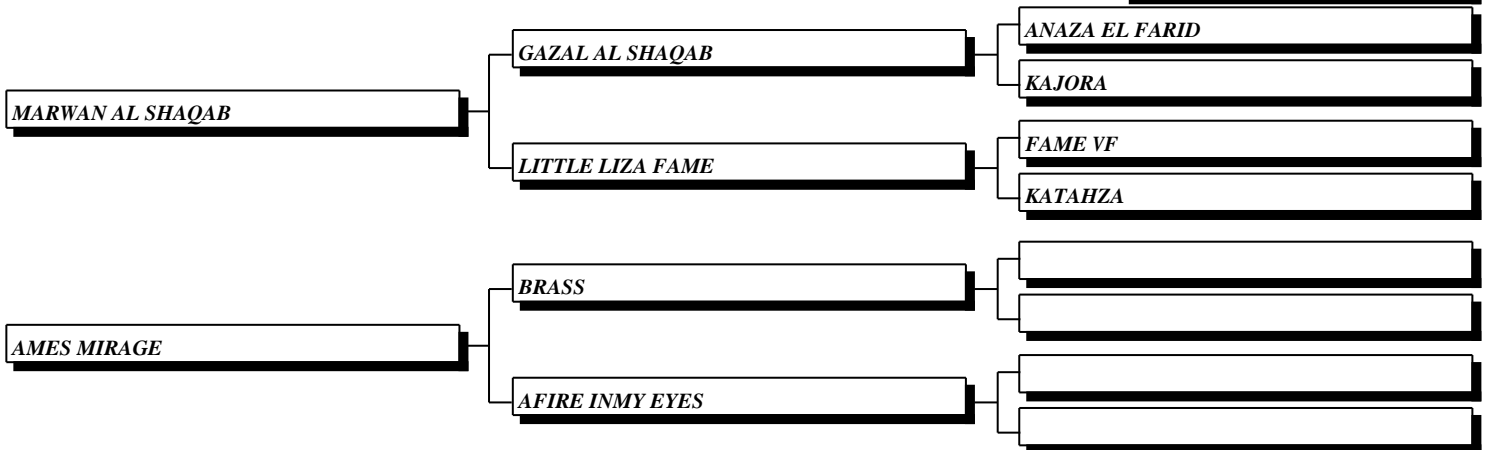 ANAZA EL FARID
GAZAL AL SHAQAB
KAJORA
MARWAN AL SHAQAB
FAME VF
LITTLE LIZA FAME
KATAHZA
BRASS
AMES MIRAGE
AFIRE INMY EYES